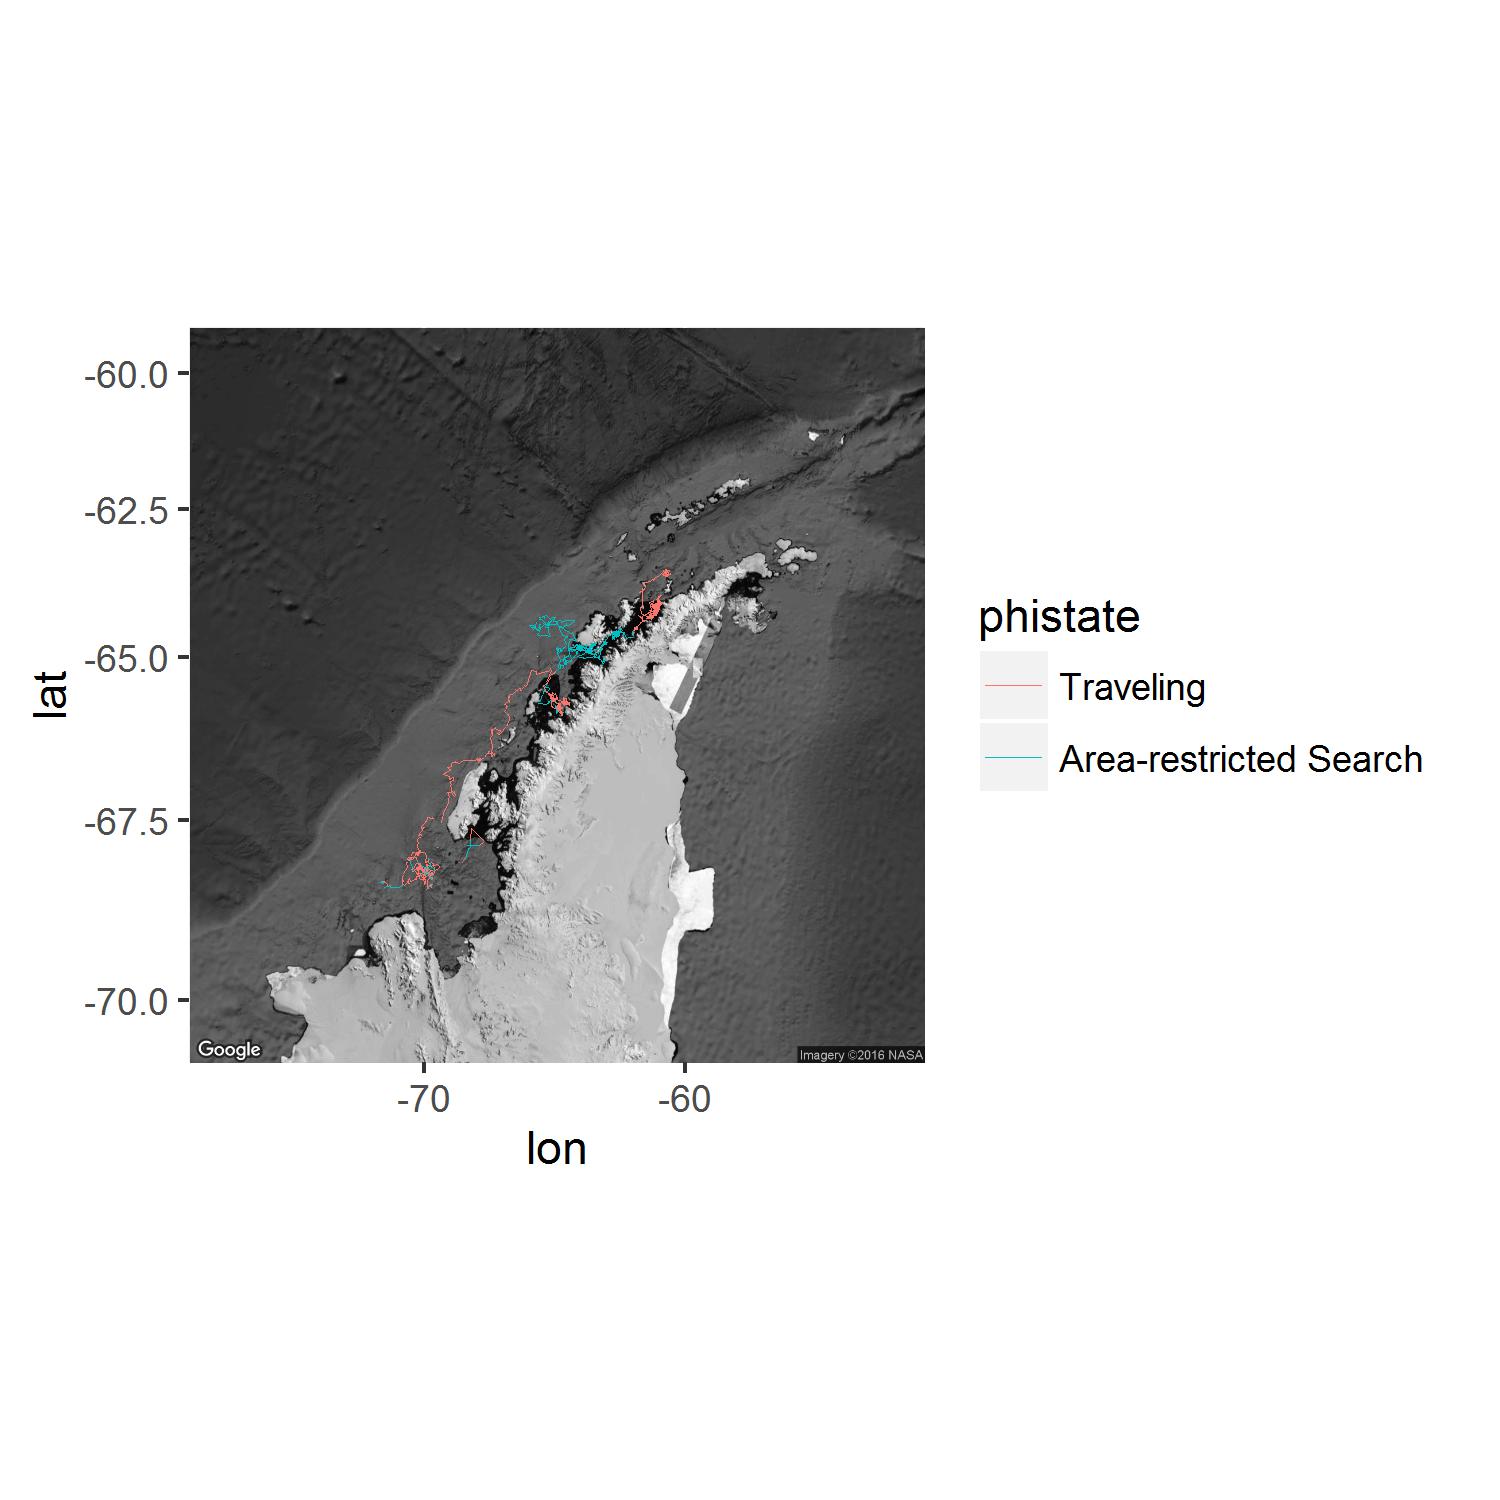 -60.0
-62.5
-65.0
-67.5
-70.0
lat
-70
-60
lon
Google
Imagery ©2016 NASA
phistate
Traveling
Area-restricted Search